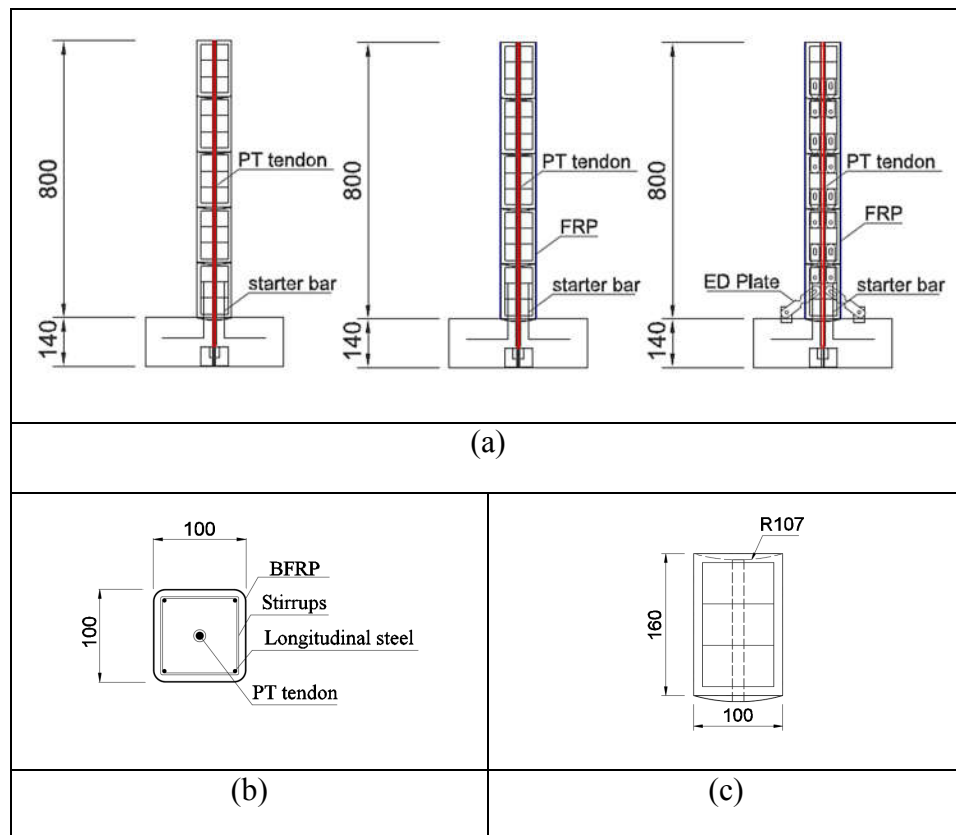 800
140
PT tendon
starter bar
800
140
PT tendon
FRP
starter bar
800
140
PT tendon
FRP
ED Plate
starter bar
(a)
100
100
BFRP
Stirrups
Longitudinal steel
PT tendon
R107
160
100
(b)
(c)